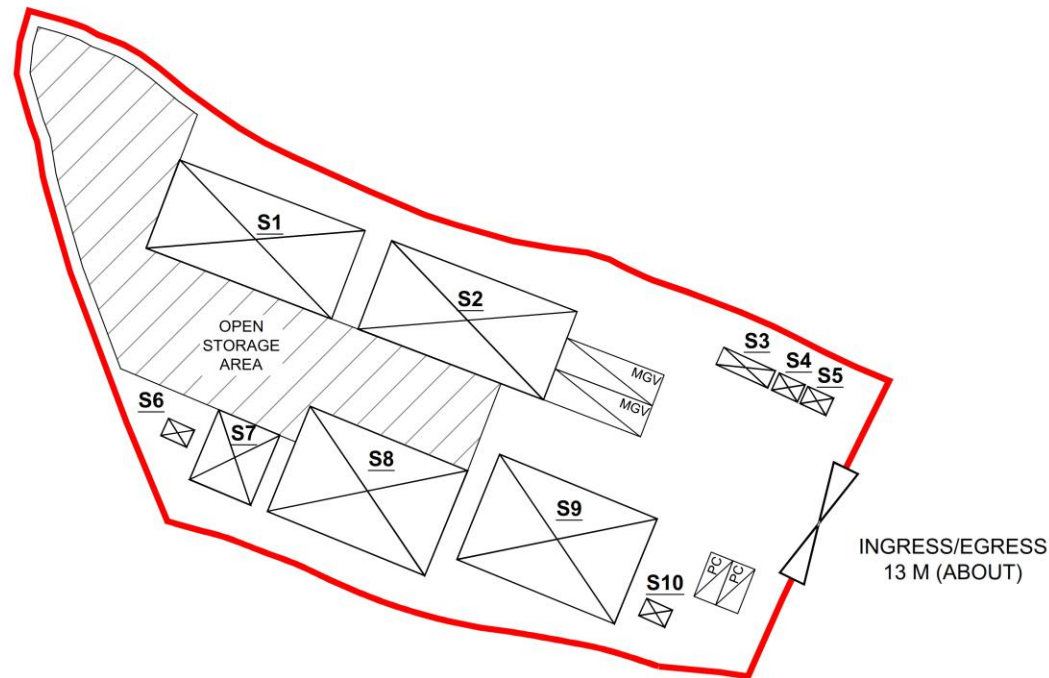 S1
S2
OPEN
STORAGE
AREA
MGV
MGV
S3
S4
S5
S6
S7
S8
S9
S10
PC
PC
INGRESS/EGRESS
13 M (ABOUT)